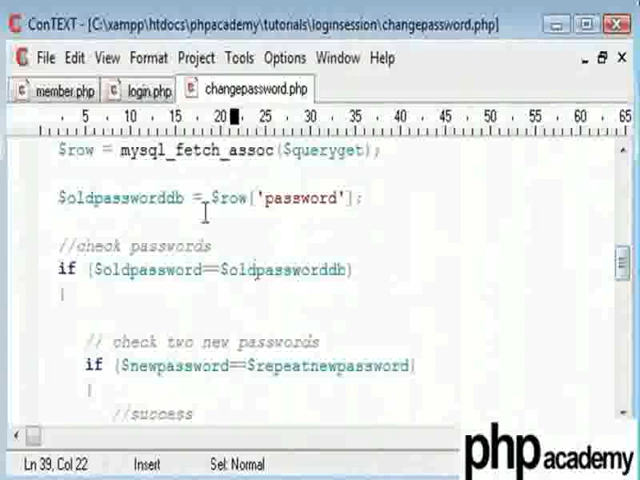 ConTEXT - [C:\xampp\htdocs\phpacademy\tutorials\loginsession\changepassword.php]
File Edit View Format Project Tools Options Window Help
member.php login.php changepassword.php
5 10 15 20 25 30 35 40 45 50 55 60 65
$row = mysql_fetch_assoc($queryget);
$oldpassworddb = $row['password'];
//check passwords
if ($oldpassword==$oldpassworddb)
{
// check two new passwords
if ($newpassword==$repeatnewpassword)
{
//success
Ln 39, Col 22 Insert Sel: Normal
php academy